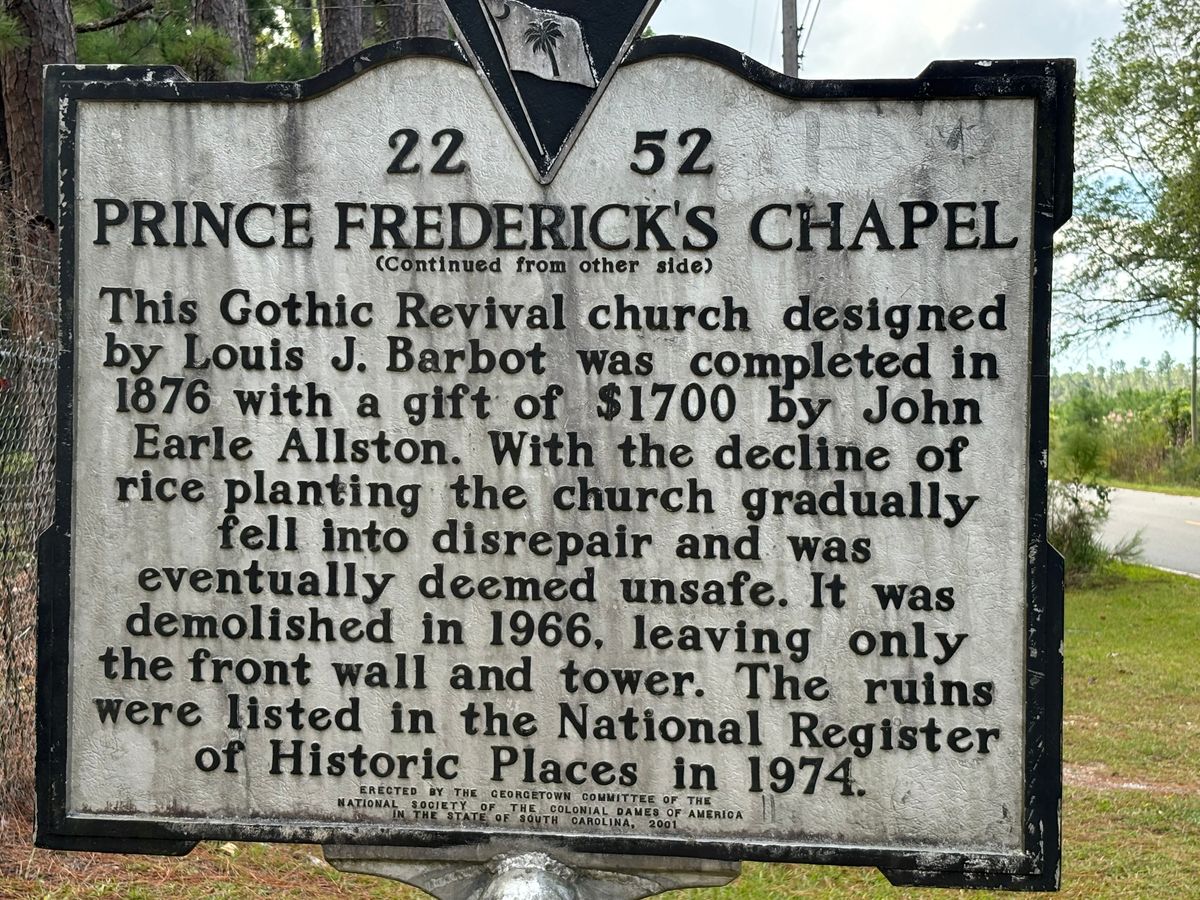 22 52
PRINCE FREDERICK'S CHAPEL
(Continued from other side)
This Gothic Revival church designed
by Louis J. Barbot was completed in
1876 with a gift of $1700 by John
Earle Allston. With the decline of
rice planting the church gradually
fell into disrepair and was
eventually deemed unsafe. It was
demolished in 1966, leaving only
the front wall and tower. The ruins
were listed in the National Register
of Historic Places in 1974.
ERECTED BY THE GEORGETOWN COMMITTEE OF THE
NATIONAL SOCIETY OF THE COLONIAL DAMES OF AMERICA
IN THE STATE OF SOUTH CAROLINA, 2001